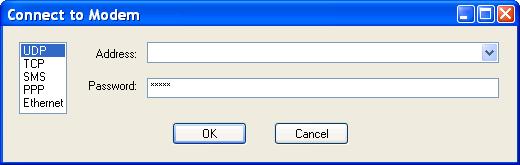 Connect to Modem
UDP
TCP
SMS
PPP
Ethernet
Address:
Password:
*****
OK
Cancel